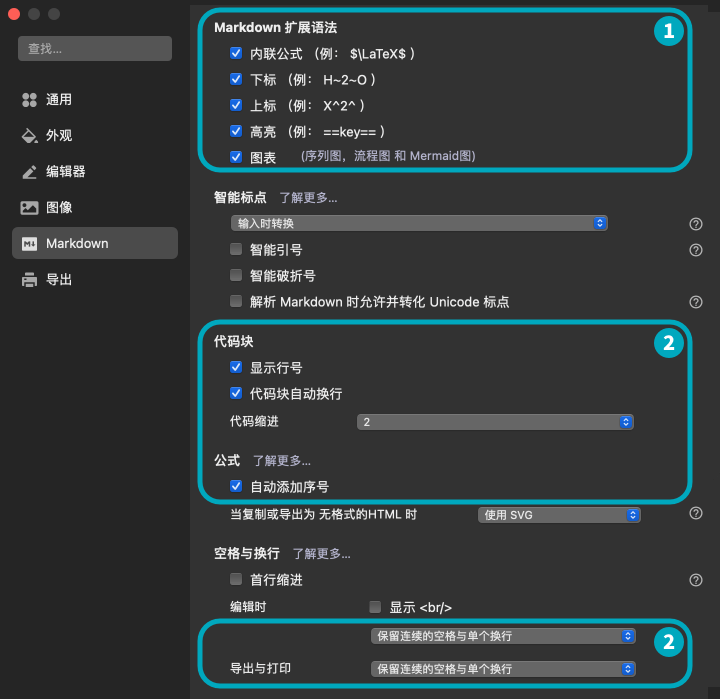 查找...
通用
外观
编辑器
图像
Markdown
导出
Markdown 扩展语法
1
内联公式 （例： $\LaTeX$ ）
下标 （例： H~2~O ）
上标 （例： X^2^ ）
高亮 （例： ==key== ）
图表 (序列图，流程图 和 Mermaid图)
智能标点 了解更多...
输入时转换
智能引号
智能破折号
解析 Markdown 时允许并转化 Unicode 标点
代码块
2
显示行号
代码块自动换行
代码缩进 2
公式 了解更多...
自动添加序号
当复制或导出为 无格式的HTML 时 使用 SVG
空格与换行 了解更多...
首行缩进
编辑时 显示 <br/>
保留连续的空格与单个换行
2
导出与打印 保留连续的空格与单个换行